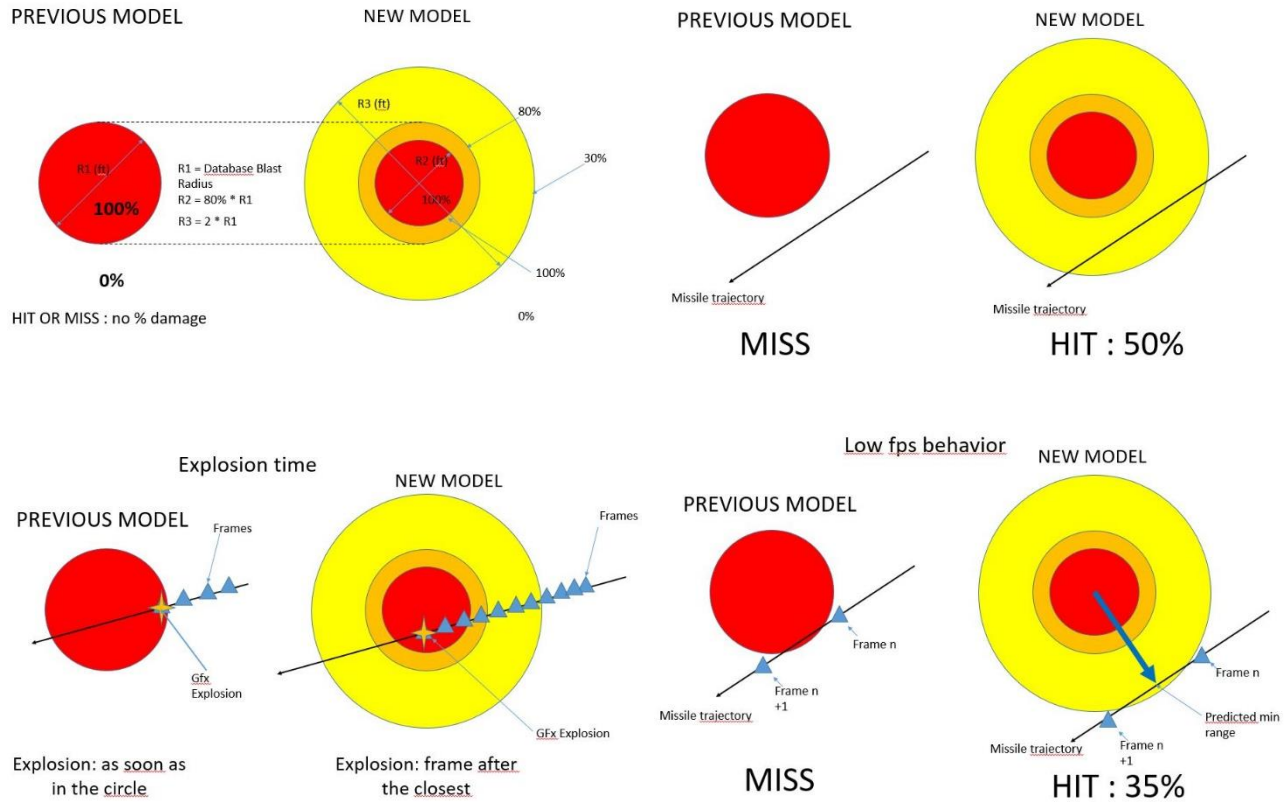 PREVIOUS MODEL
NEW MODEL
R1 (ft)
100%
R1 = Database Blast
Radius
R2 = 80% * R1
R3 = 2 * R1
0%
HIT OR MISS : no % damage
R3 (ft)
R2 (ft)
100%
80%
30%
100%
0%
PREVIOUS MODEL
NEW MODEL
Missile trajectory
Missile trajectory
MISS
HIT : 50%
Explosion time
PREVIOUS MODEL
NEW MODEL
Frames
Frames
Gfx
Explosion
GFx Explosion
Explosion: as soon as
in the circle
Explosion: frame after
the closest
Low fps behavior
PREVIOUS MODEL
NEW MODEL
Frame n
Frame n
+1
Missile trajectory
Frame n
Predicted min
range
Frame n
+1
Missile trajectory
MISS
HIT : 35%